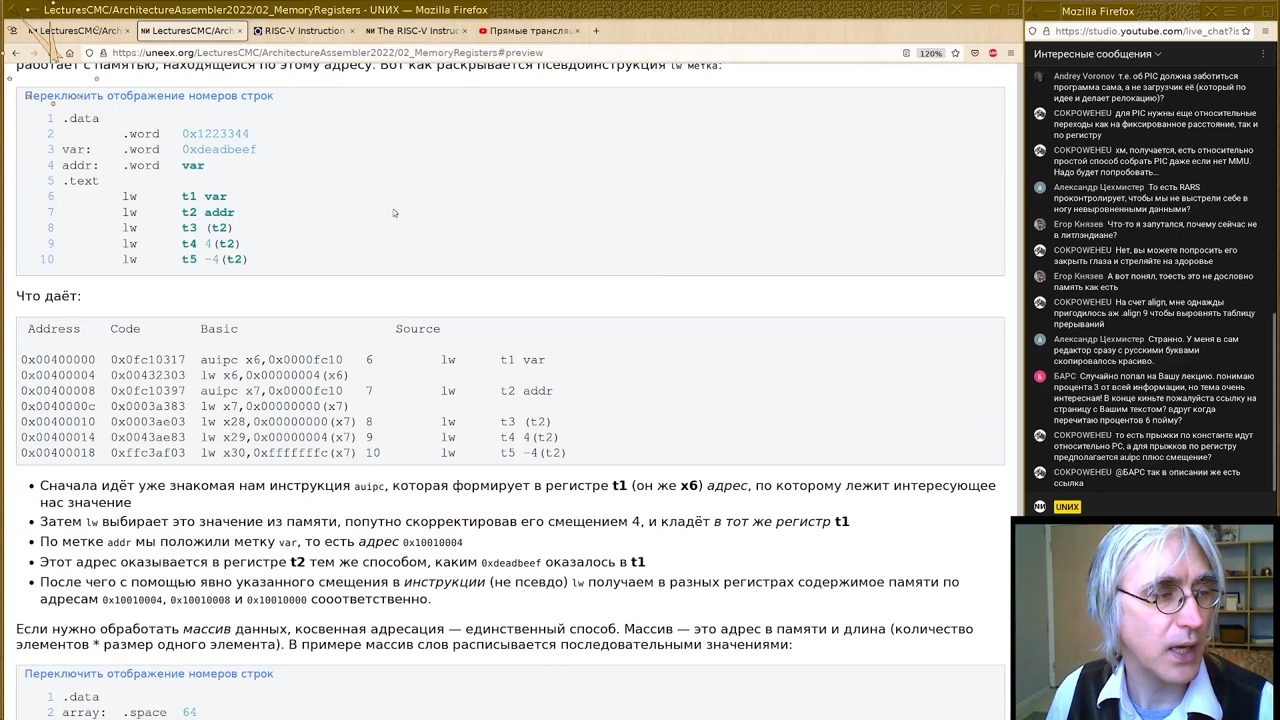 LecturesCMC/ArchitectureAssembler2022/02_MemoryRegisters - UNИX — Mozilla Firefox
LecturesCMC/Archi
LecturesCMC/Archi
RISC-V Instruction
The RISC-V Instruc
Прямые трансляц
https://uneex.org/LecturesCMC/ArchitectureAssembler2022/02_MemoryRegisters#preview
120%
работает с памятью, находящейся по этому адресу. Вот как раскрывается псевдоинструкция lw метка:
Переключить отображение номеров строк
1 .data
2 .word 0x1223344
3 var: .word 0xdeadbeef
4 addr: .word var
5 .text
6 lw t1 var
7 lw t2 addr
8 lw t3 (t2)
9 lw t4 4(t2)
10 lw t5 -4(t2)
Что даёт:
Address Code Basic Source
0x00400000 0x0fc10317 auipc x6,0x0000fc10 6 lw t1 var
0x00400004 0x00432303 lw x6,0x00000004(x6)
0x00400008 0x0fc10397 auipc x7,0x0000fc10 7 lw t2 addr
0x0040000c 0x0003a383 lw x7,0x00000000(x7)
0x00400010 0x0003ae03 lw x28,0x00000000(x7) 8 lw t3 (t2)
0x00400014 0x0043ae83 lw x29,0x00000004(x7) 9 lw t4 4(t2)
0x00400018 0xffc3af03 lw x30,0xfffffffc(x7) 10 lw t5 -4(t2)
• Сначала идёт уже знакомая нам инструкции auipc, которая формирует в регистре t1 (он же x6) адрес, по которому лежит интересующее
нас значение
• Затем lw выбирает это значение из памяти, попутно скорректировав его смещением 4, и кладёт в тот же регистр t1
• По метке addr мы положили метку var, то есть адрес 0x10010004
• Этот адрес оказывается в регистре t2 тем же способом, каким 0xdeadbeef оказалось в t1
• После чего с помощью явно указанного смещения в инструкции (не псевдо) lw получаем в разных регистрах содержимое памяти по
адресам 0x10010004, 0x10010008 и 0x10010000 сооответственно.
Если нужно обработать массив данных, косвенная адресация — единственный способ. Массив — это адрес в памяти и длина (количество
элементов * размер одного элемента). В примере массив слов расписывается последовательными значениями:
Переключить отображение номеров строк
1 .data
2 array: .space 64
Mozilla Firefox
https://studio.youtube.com/live_chat?is
Интересные сообщения
Andrey Voronov т.е. об PIC должна заботиться
программа сама, а не загрузчик её (который по
идее и делает релокацию)?
COKPOWEHEU для PIC нужны еще относительные
переходы как на фиксированное расстояние, так и
по регистру
COKPOWEHEU хм, получается, есть относительно
простой способ собрать PIC даже если нет MMU.
Надо будет попробовать...
А Александр Цехмистер То есть RARS
проконтролирует, чтобы мы не выстрели себе в
ногу невыровненными данными?
Егор Князев Что-то я запутался, почему сейчас не
в литлэндиане?
COKPOWEHEU Нет, вы можете попросить его
закрыть глаза и стреляйте на здоровье
Егор Князев А вот понял, тоесть это не дословно
память как есть
COKPOWEHEU На счет align, мне однажды
пригодилось аж .align 9 чтобы выровнять таблицу
прерываний
А Александр Цехмистер Странно. У меня в сам
редактор сразу с русскими буквами
скопировалось красиво.
Б БАРС Случайно попал на Вашу лекцию. понимаю
процента 3 от всей информации, но тема очень
интересная! В конце киньте пожалуйста ссылку на
страницу с Вашим текстом? вдруг когда
перечитаю процентов 6 пойму?
COKPOWEHEU то есть прыжки по константе идут
относительно PC, а для прыжков по регистру
предполагается auipc плюс смещение?
COKPOWEHEU @БАРС так в описании же есть
ссылка
UNИX